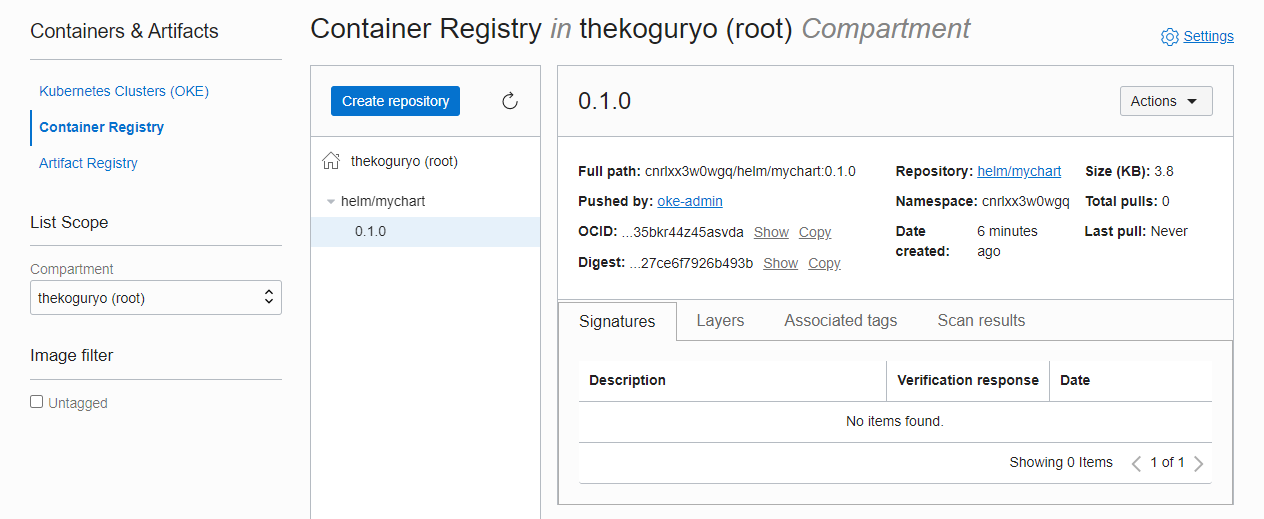 Containers & Artifacts
Kubernetes Clusters (OKE)
Container Registry
Artifact Registry
List Scope
Compartment
thekoguryo (root)
Image filter
Untagged
Container Registry in thekoguryo (root) Compartment
Settings
Create repository
thekoguryo (root)
helm/mychart
0.1.0
0.1.0
Actions
Full path: cnrlxx3w0wgq/helm/mychart:0.1.0
Pushed by: oke-admin
OCID: ...35bkr44z45asvda Show Copy
Digest: ...27ce6f7926b493b Show Copy
Repository: helm/mychart
Namespace: cnrlxx3w0wgq
Date created: 6 minutes ago
Size (KB): 3.8
Total pulls: 0
Last pull: Never
Signatures Layers Associated tags Scan results
Description Verification response Date
No items found.
Showing 0 Items 1 of 1